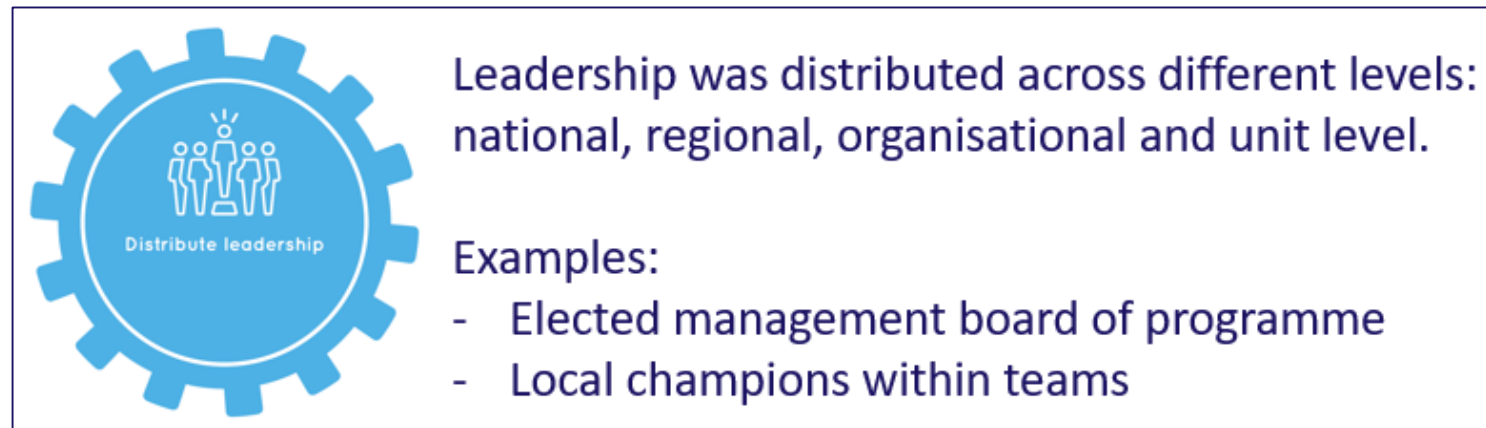 Distribute leadership
Leadership was distributed across different levels:
national, regional, organisational and unit level.
Examples:
- Elected management board of programme
- Local champions within teams